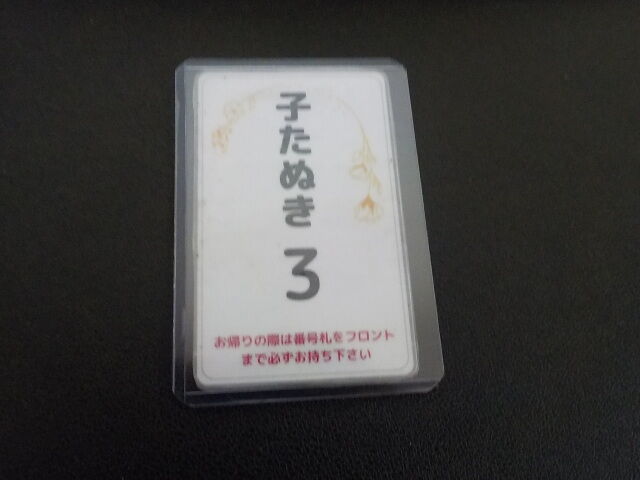 子たぬき 3
お帰りの際は番号札をフロント
まで必ずお持ち下さい